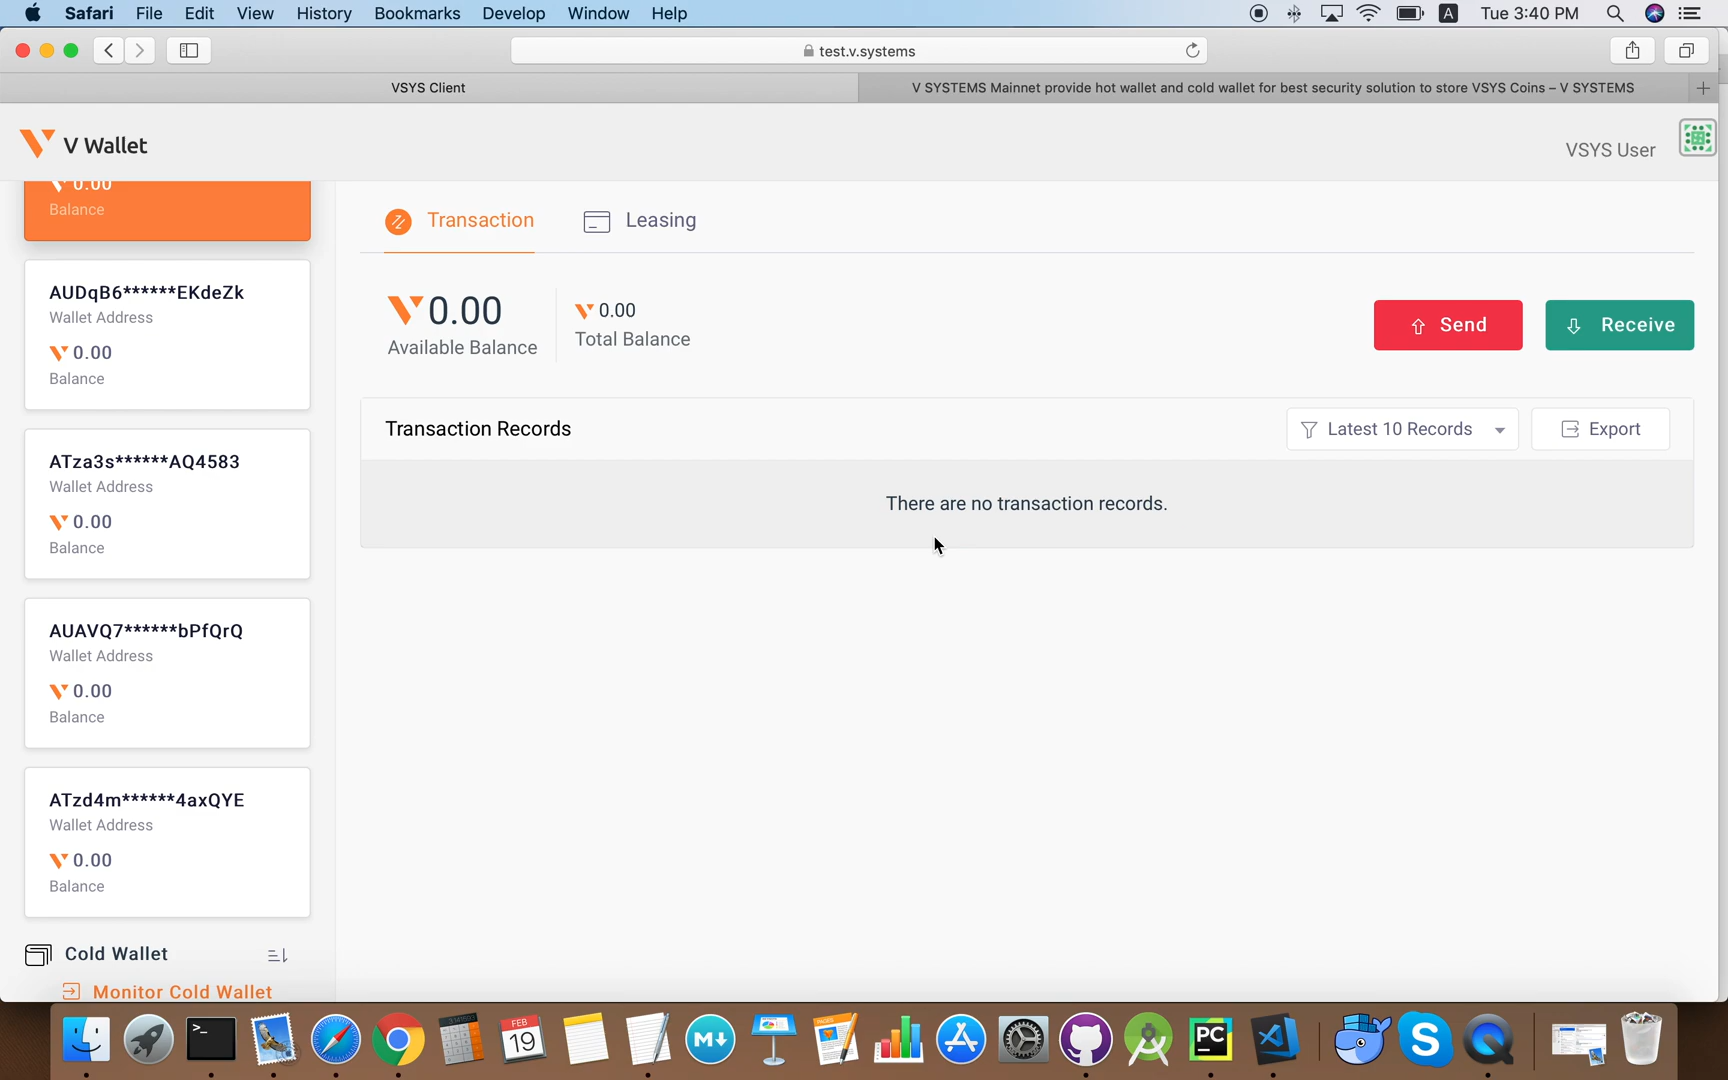 Safari File Edit View History Bookmarks Develop Window Help
A Tue 3:40 PM
test.v.systems
VSYS Client
V SYSTEMS Mainnet provide hot wallet and cold wallet for best security solution to store VSYS Coins – V SYSTEMS
V Wallet
VSYS User
0.00
Balance
AUDqB6******EKdeZk
Wallet Address
0.00
Balance
ATza3s******AQ4583
Wallet Address
0.00
Balance
AUAVQ7******bPfQrQ
Wallet Address
0.00
Balance
ATzd4m******4axQYE
Wallet Address
0.00
Balance
Cold Wallet
Monitor Cold Wallet
Transaction
Leasing
0.00
Available Balance
0.00
Total Balance
Send
Receive
Transaction Records
Latest 10 Records
Export
There are no transaction records.
FEB
19
PAGES
PC